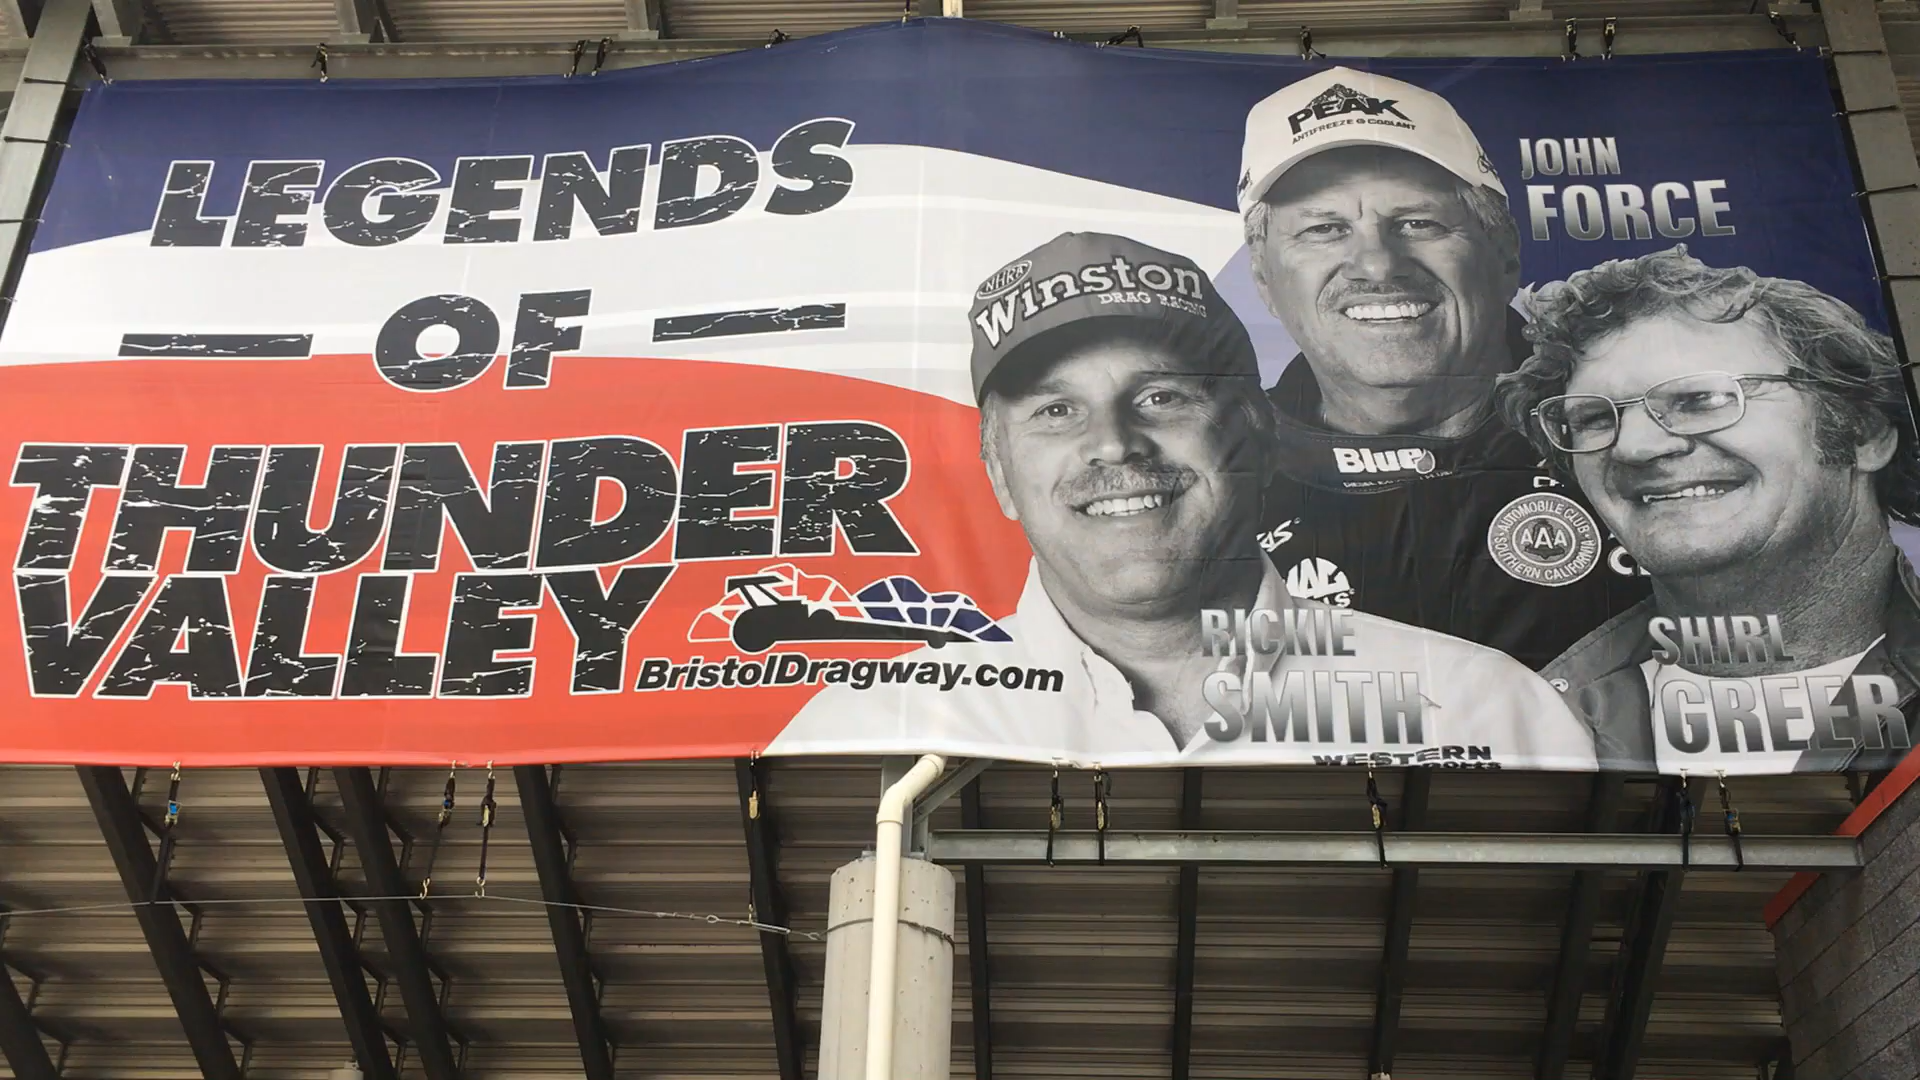 LEGENDS
OF
THUNDER
VALLEY
BristolDragway.com
PEAK
ANTIFREEZE & COOLANT
JOHN
FORCE
NHRA
Winston
DRAG RACING
Blue
AUTOMOBILE CLUB
AAA
SOUTHERN CALIFORNIA
MAC
RICKIE
SMITH
SHIRL
GREER
WESTERN